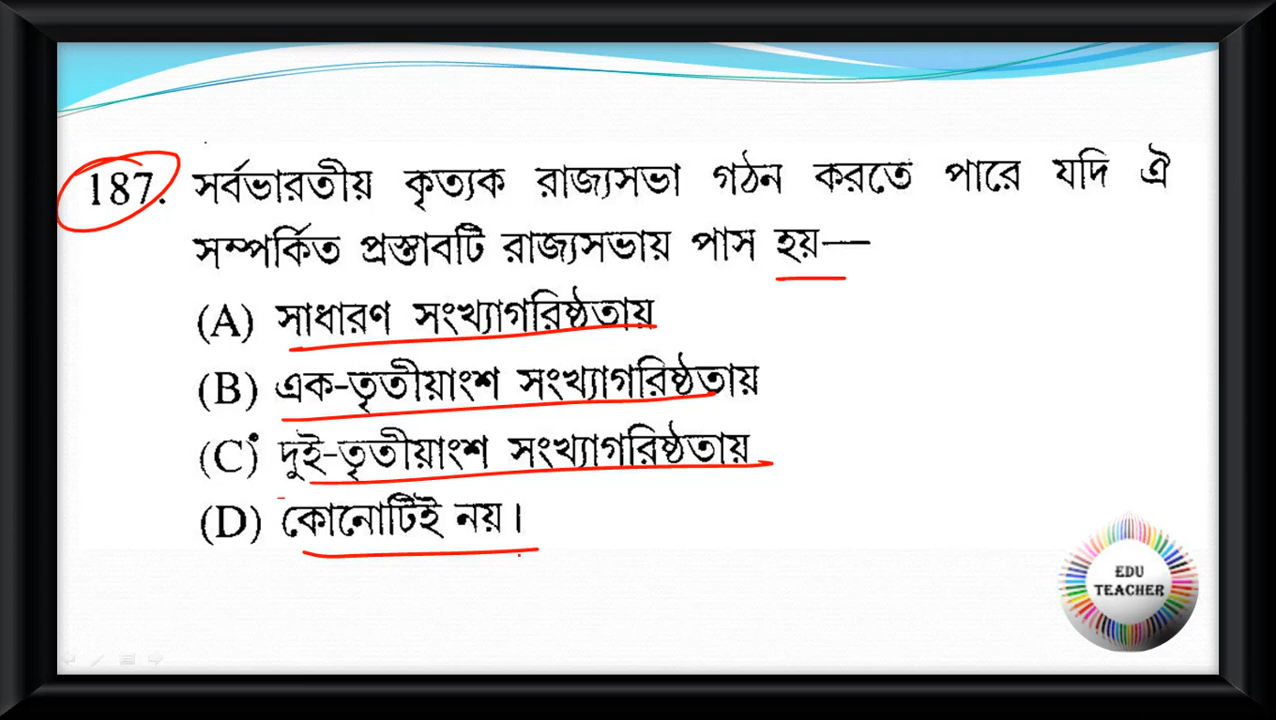 187. সর্বভারতীয় কৃত্যক রাজ্যসভা গঠন করতে পারে যদি ঐ
সম্পর্কিত প্রস্তাবটি রাজ্যসভায় পাস হয়—
(A) সাধারণ সংখ্যাগরিষ্ঠতায়
(B) এক-তৃতীয়াংশ সংখ্যাগরিষ্ঠতায়
(C) দুই-তৃতীয়াংশ সংখ্যাগরিষ্ঠতায়
(D) কোনোটিই নয়।
EDU
TEACHER